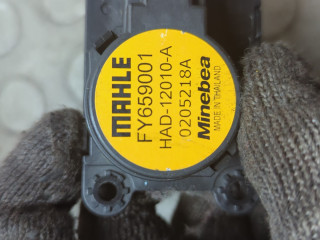 MAHLE
FY659001
HAD-12010-A
0205218A
Minebea
MADE IN THAILAND